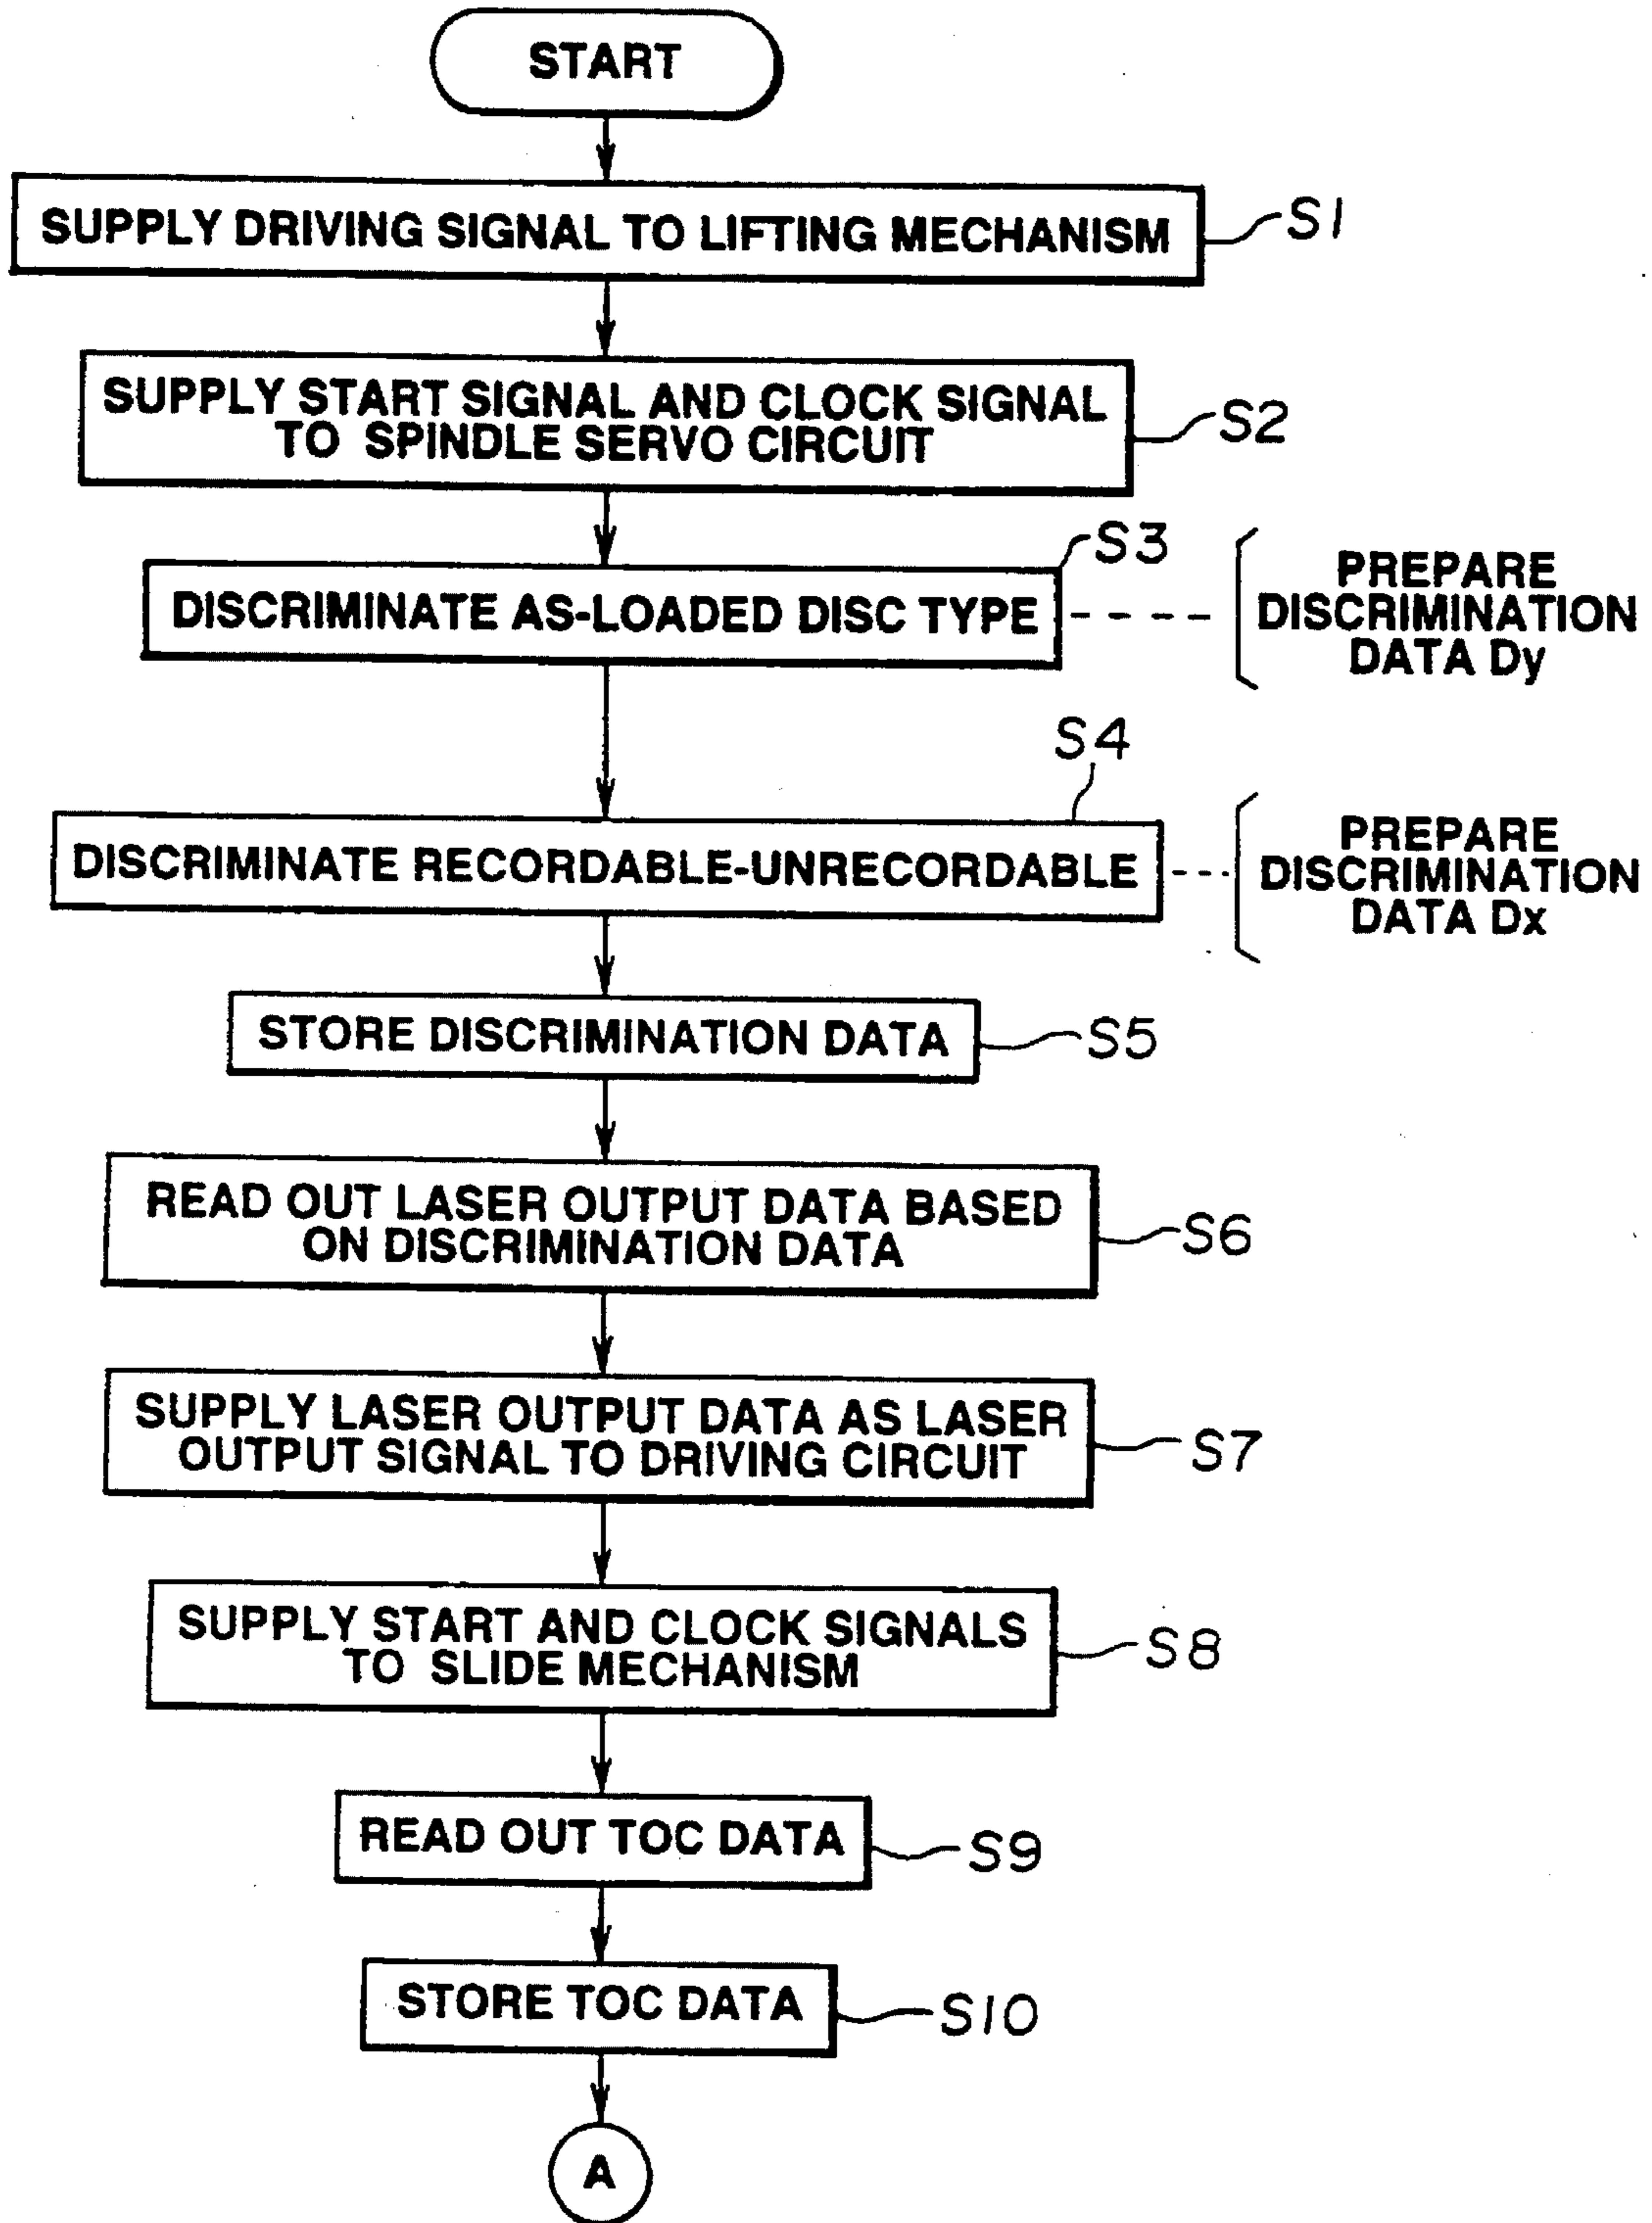 START
SUPPLY DRIVING SIGNAL TO LIFTING MECHANISM
S1
SUPPLY START SIGNAL AND CLOCK SIGNAL
TO SPINDLE SERVO CIRCUIT
S2
S3
DISCRIMINATE AS-LOADED DISC TYPE
PREPARE
DISCRIMINATION
DATA Dy
S4
DISCRIMINATE RECORDABLE-UNRECORDABLE
PREPARE
DISCRIMINATION
DATA Dx
STORE DISCRIMINATION DATA
S5
READ OUT LASER OUTPUT DATA BASED
ON DISCRIMINATION DATA
S6
SUPPLY LASER OUTPUT DATA AS LASER
OUTPUT SIGNAL TO DRIVING CIRCUIT
S7
SUPPLY START AND CLOCK SIGNALS
TO SLIDE MECHANISM
S8
READ OUT TOC DATA
S9
STORE TOC DATA
S10
A